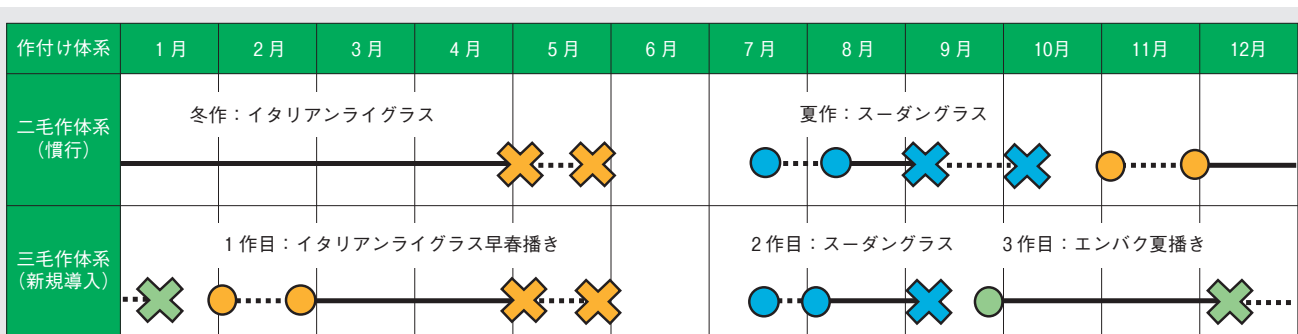 作付け体系 1月 2月 3月 4月 5月 6月 7月 8月 9月 10月 11月 12月
二毛作体系
(慣行)
冬作：イタリアンライグラス 夏作：スーダングラス
三毛作体系
(新規導入)
1作目：イタリアンライグラス早春播き 2作目：スーダングラス 3作目：エンバク夏播き